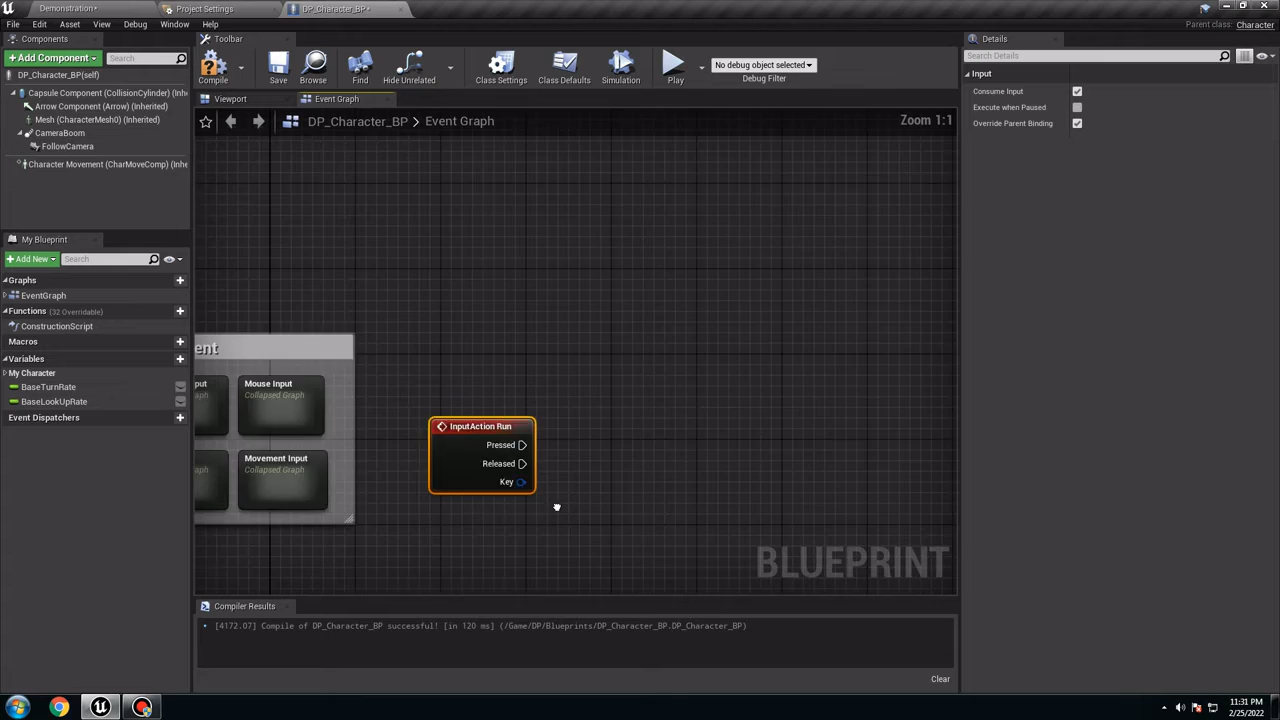 Demonstration*
Project Settings
DP_Character_BP*
File Edit Asset View Debug Window Help
Parent class: Character
Components
Toolbar
Details
+Add Component
Search
Search Details
DP_Character_BP(self)
Compile
Save
Browse
Find
Hide Unrelated
Class Settings
Class Defaults
Simulation
Play
No debug object selected
Debug Filter
Input
Consume Input
Execute when Paused
Override Parent Binding
Capsule Component (CollisionCylinder) (Inhe
Arrow Component (Arrow) (Inherited)
Mesh (CharacterMesh0) (Inherited)
CameraBoom
FollowCamera
Character Movement (CharMoveComp) (Inhe
Viewport
Event Graph
DP_Character_BP > Event Graph
Zoom 1:1
My Blueprint
+Add New
Search
Graphs
EventGraph
Functions (32 Overridable)
ConstructionScript
Macros
Variables
My Character
BaseTurnRate
BaseLookUpRate
Event Dispatchers
ent
put
Graph
Mouse Input
Collapsed Graph
Graph
Movement Input
Collapsed Graph
InputAction Run
Pressed
Released
Key
BLUEPRINT
Compiler Results
[4172.07] Compile of DP_Character_BP successful! [in 120 ms] (/Game/DP/Blueprints/DP_Character_BP.DP_Character_BP)
Clear
11:31 PM
2/25/2022